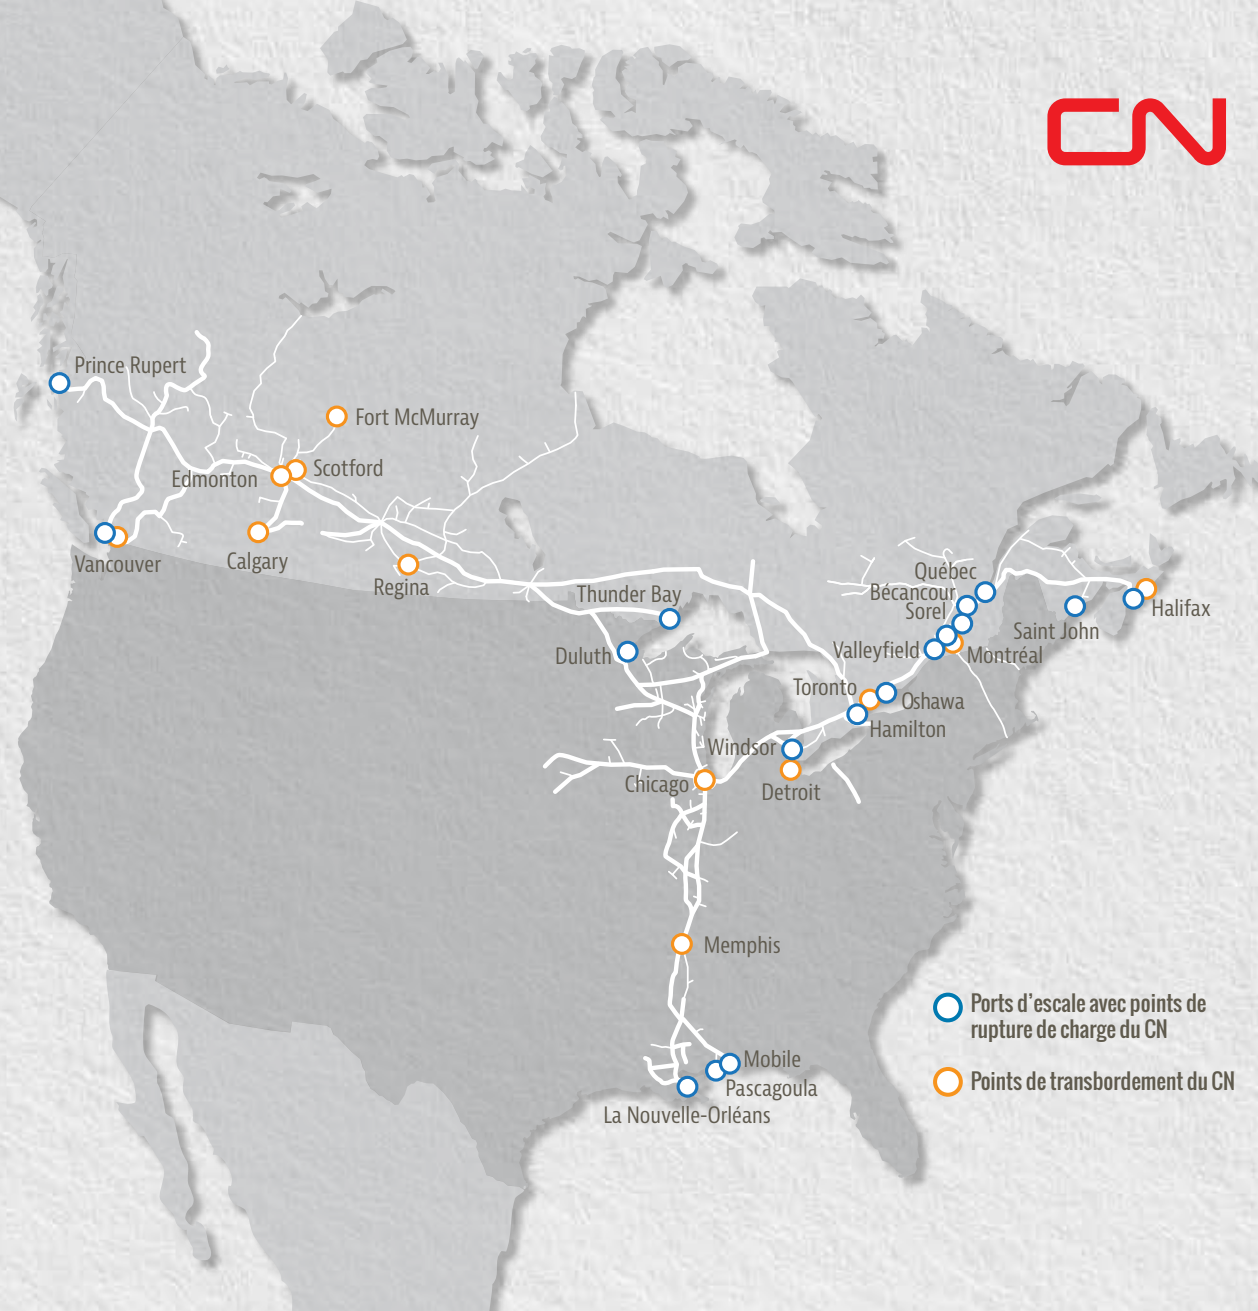 CN
Prince Rupert
Fort McMurray
Scotford
Edmonton
Vancouver
Calgary
Regina
Thunder Bay
Duluth
Québec
Bécancour
Sorel
Saint John
Halifax
Valleyfield
Montréal
Toronto
Oshawa
Hamilton
Windsor
Chicago
Detroit
Memphis
Ports d’escale avec points de
rupture de charge du CN
Points de transbordement du CN
Mobile
Pascagoula
La Nouvelle-Orléans